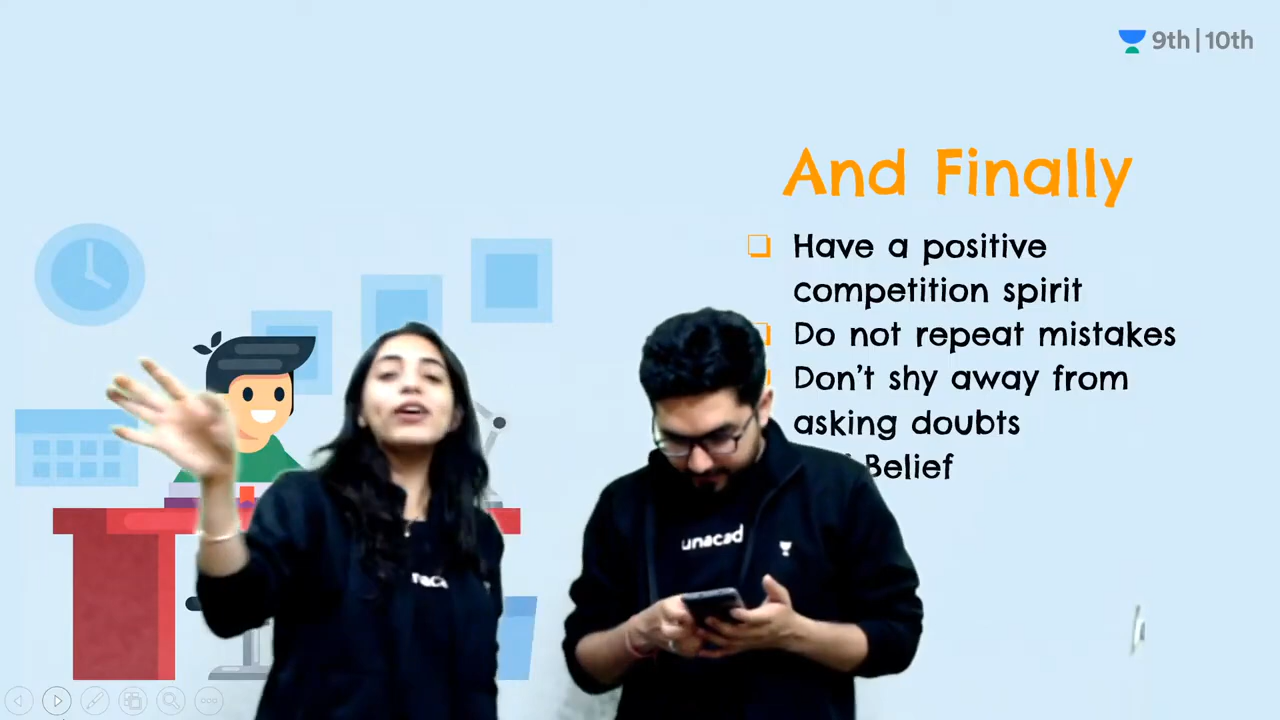 9th|10th
And Finally
Have a positive
competition spirit
Do not repeat mistakes
Don't shy away from
asking doubts
Belief
unacad